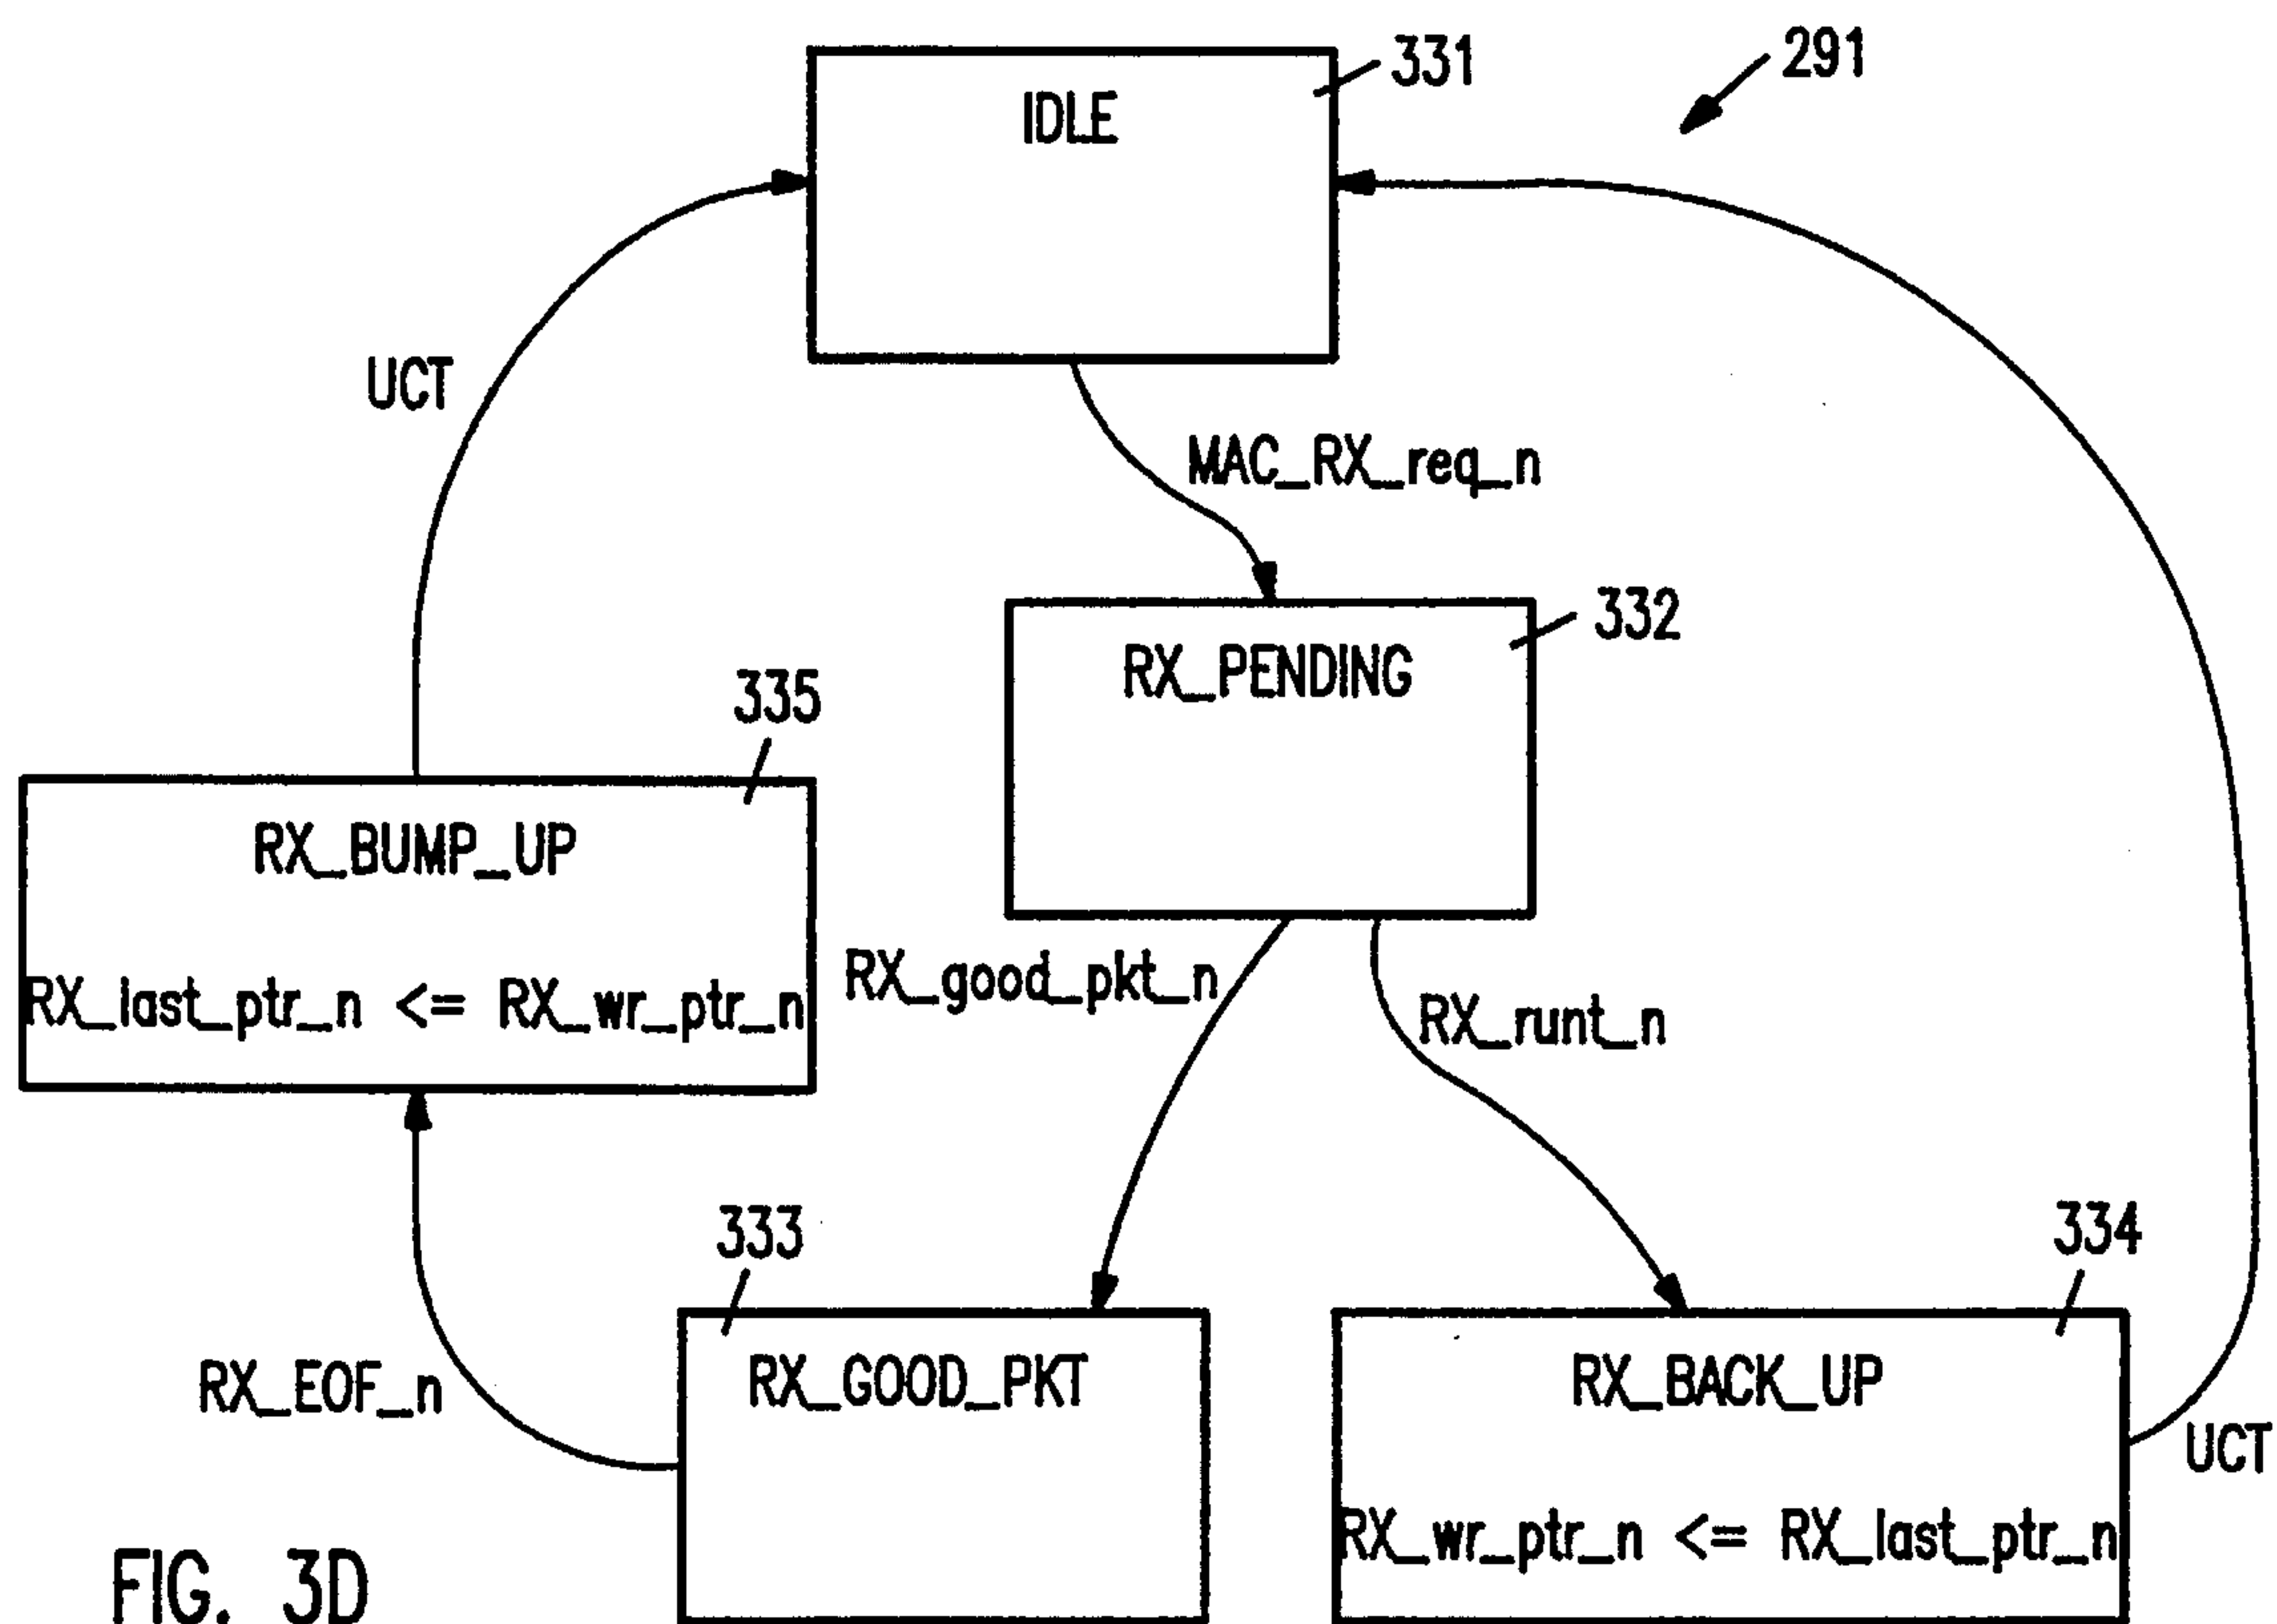 331
291
IDLE
UCT
MAC_RX_req_n
332
RX_PENDING
335
RX_BUMP_UP
RX_last_ptr_n <= RX_wr_ptr_n
RX_good_pkt_n
RX_runt_n
333
334
RX_EOF_n
RX_GOOD_PKT
RX_BACK_UP
UCT
RX_wr_ptr_n <= RX_last_ptr_n
FIG. 3D